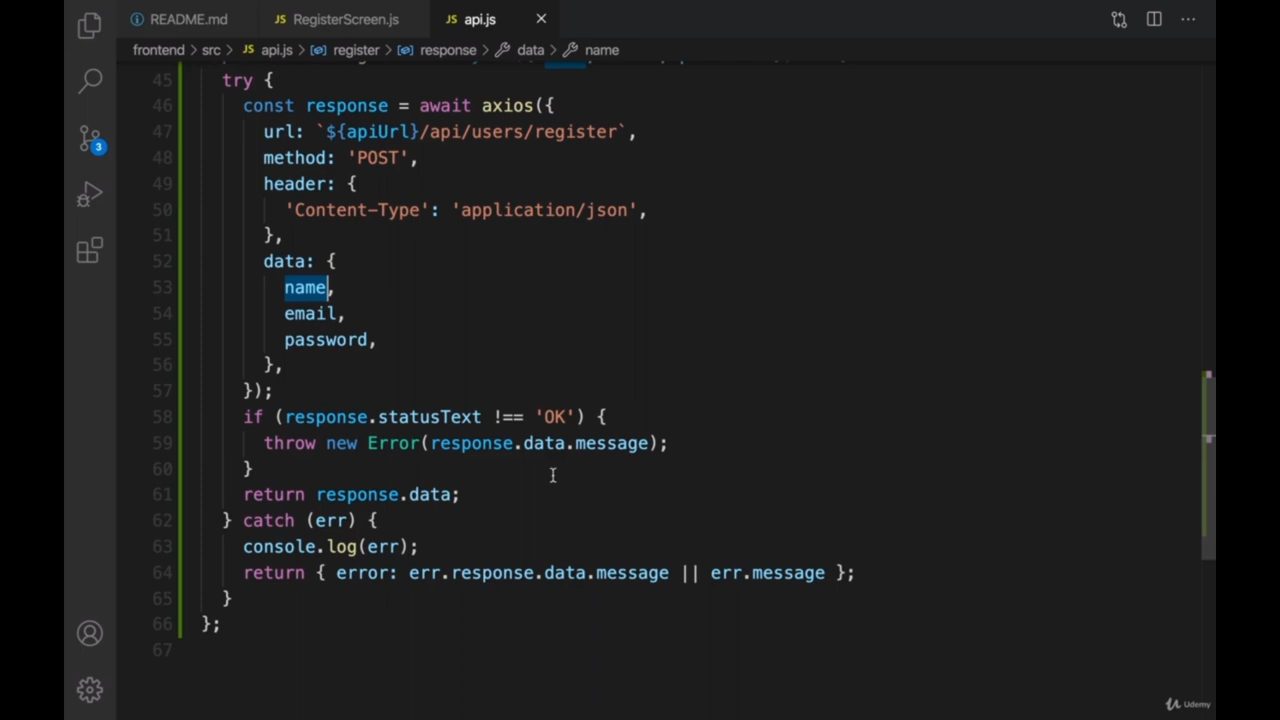 README.md
JS RegisterScreen.js
JS api.js
frontend > src > JS api.js > register > response > data > name
45 try {
46 const response = await axios({
47 url: `${apiUrl}/api/users/register`,
48 method: 'POST',
49 header: {
50 'Content-Type': 'application/json',
51 },
52 data: {
53 name,
54 email,
55 password,
56 },
57 });
58 if (response.statusText !== 'OK') {
59 throw new Error(response.data.message);
60 }
61 return response.data;
62 } catch (err) {
63 console.log(err);
64 return { error: err.response.data.message || err.message };
65 }
66 };
67
3
Udemy